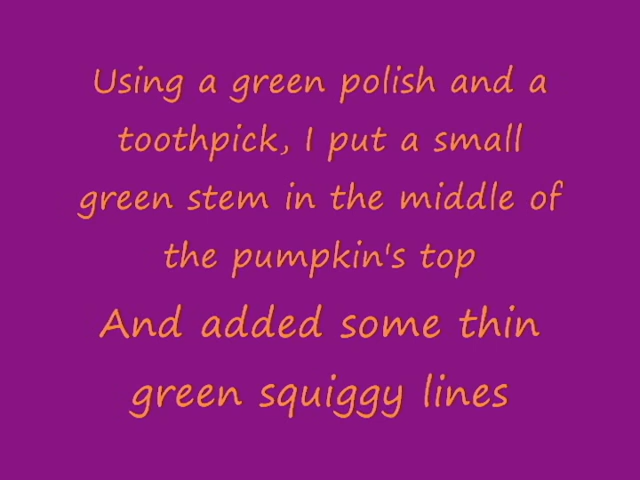 Using a green polish and a
toothpick, I put a small
green stem in the middle of
the pumpkin's top
And added some thin
green squiggy lines